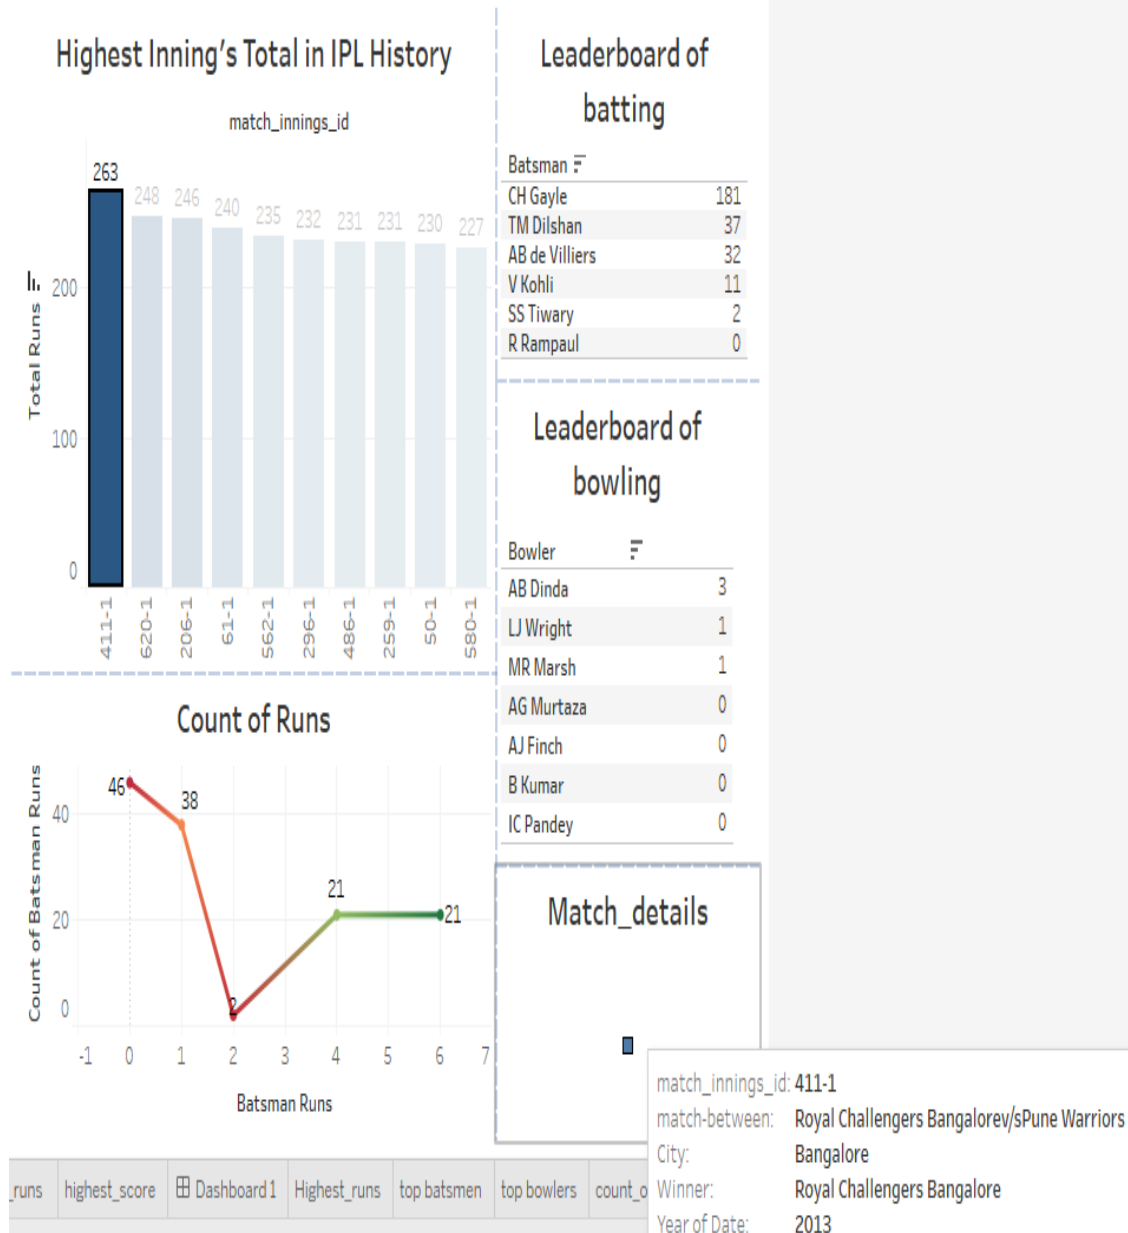 Highest Inning's Total in IPL History
match_innings_id
263
248
246
240
235
232
231
231
230
227
Total Runs
200
100
0
411-1
620-1
206-1
61-1
562-1
296-1
486-1
259-1
50-1
580-1
Leaderboard of
batting
Batsman
CH Gayle 181
TM Dilshan 37
AB de Villiers 32
V Kohli 11
SS Tiwary 2
R Rampaul 0
Leaderboard of
bowling
Bowler
AB Dinda 3
LJ Wright 1
MR Marsh 1
AG Murtaza 0
AJ Finch 0
B Kumar 0
IC Pandey 0
Count of Runs
Count of Batsman Runs
40
20
0
46
38
2
21
21
-1 0 1 2 3 4 5 6 7
Batsman Runs
Match_details
match_innings_id: 411-1
match-between: Royal Challengers Bangalorev/sPune Warriors
City: Bangalore
Winner: Royal Challengers Bangalore
Year of Date: 2013
_runs highest_score Dashboard 1 Highest_runs top batsmen top bowlers count_o